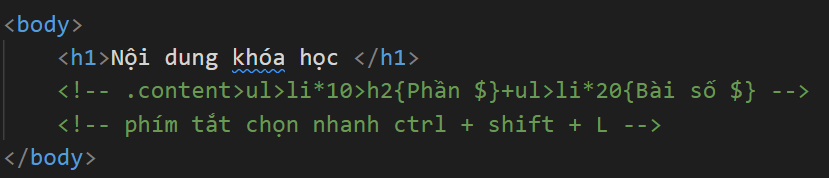 <body>
<h1>Nội dung khóa học </h1>
<!-- .content>ul>li*10>h2{Phần $}+ul>li*20{Bài số $} -->
<!-- phím tắt chọn nhanh ctrl + shift + L -->
</body>